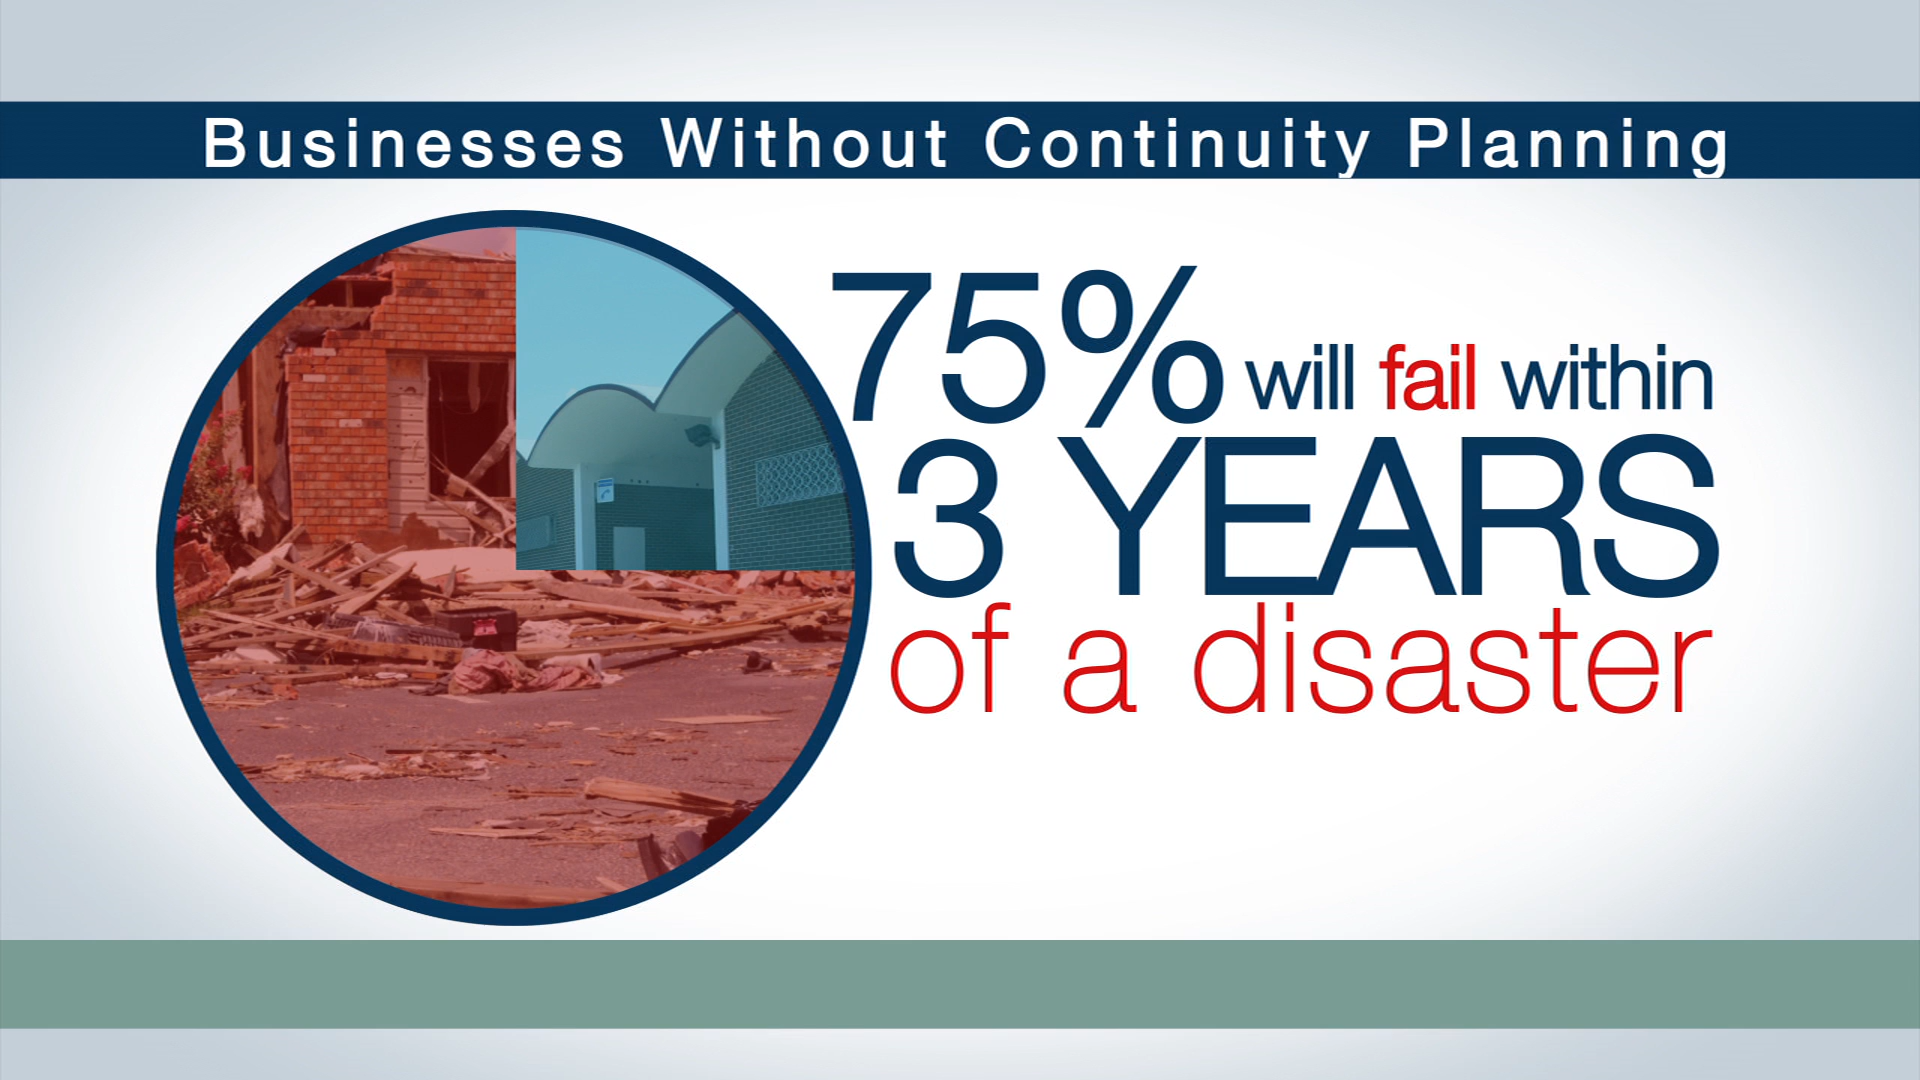 Businesses Without Continuity Planning
75% will fail within
3 YEARS
of a disaster